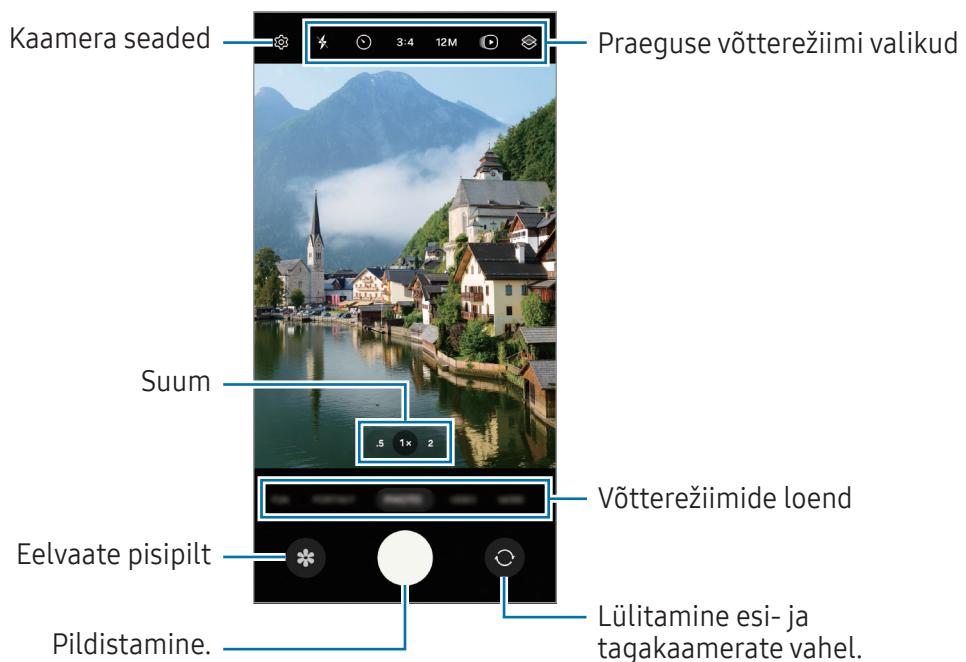 Kaamera seaded
3:4 12M
Praeguse võtterežiimi valikud
Suum
.5 1× 2
Võtterežiimide loend
Eelvaate pisipilt
Pildistamine.
Lülitamine esi- ja
tagakaamerate vahel.